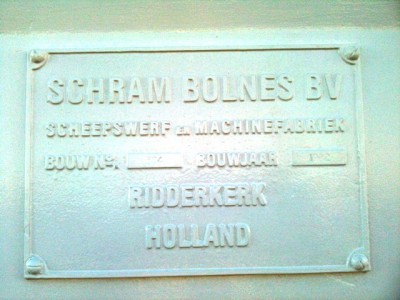 SCHRAM BOLNES BV
SCHEEPSWERF en MACHINEFABRIEK
BOUW No: BOUWJAAR
RIDDERKERK
HOLLAND